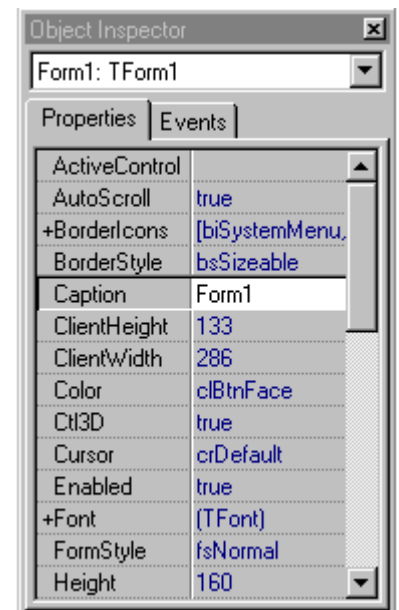 Object Inspector
Form1: TForm1
Properties Events
ActiveControl
AutoScroll true
+BorderIcons [biSystemMenu,
BorderStyle bsSizeable
Caption Form1
ClientHeight 133
ClientWidth 286
Color clBtnFace
Ctl3D true
Cursor crDefault
Enabled true
+Font (TFont)
FormStyle fsNormal
Height 160